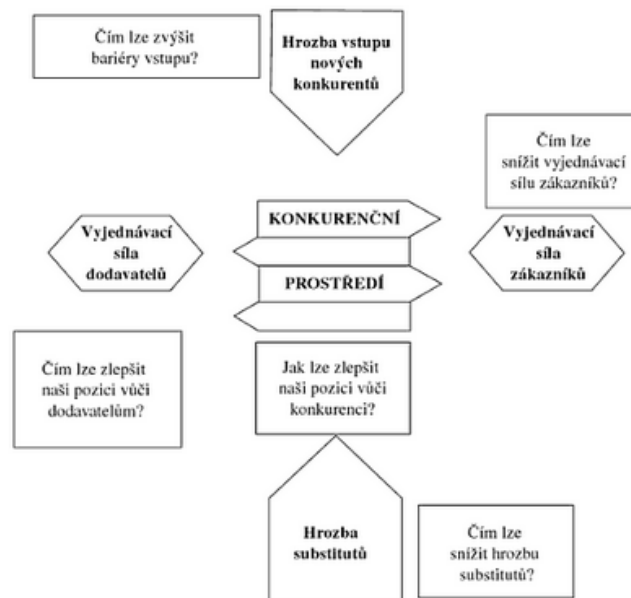 Čím lze zvýšit
bariéry vstupu?
Hrozba vstupu
nových
konkurentů
Čím lze
snížit vyjednávací
sílu zákazníků?
Vyjednávací
síla
dodavatelů
KONKURENČNÍ
PROSTŘEDÍ
Vyjednávací
síla
zákazníků
Čím lze zlepšit
naši pozici vůči
dodavatelům?
Jak lze zlepšit
naši pozici vůči
konkurenci?
Hrozba
substitutů
Čím lze
snížit hrozbu
substitutů?